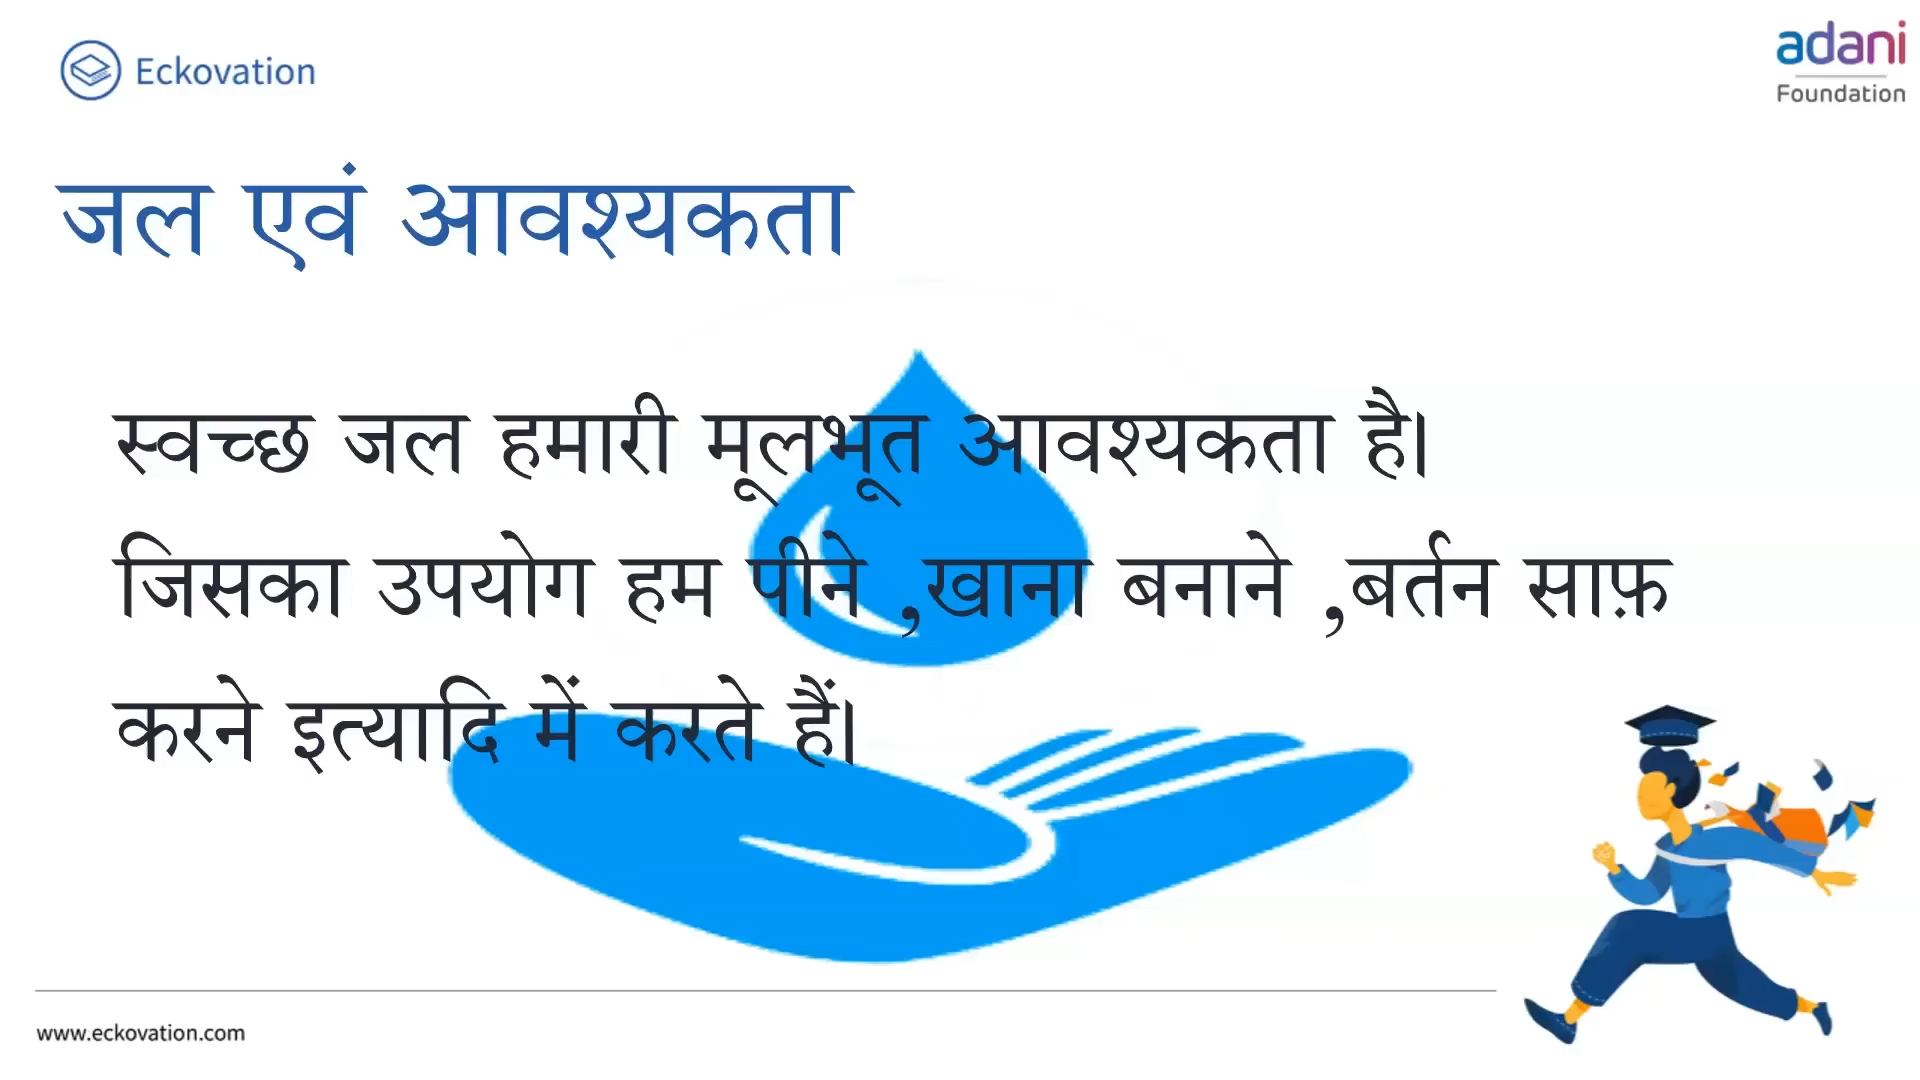 Eckovation
adani
Foundation
जल एवं आवश्यकता
स्वच्छ जल हमारी मूलभूत आवश्यकता है।
जिसका उपयोग हम पीने ,खाना बनाने ,बर्तन साफ़
करने इत्यादि में करते हैं।
www.eckovation.com